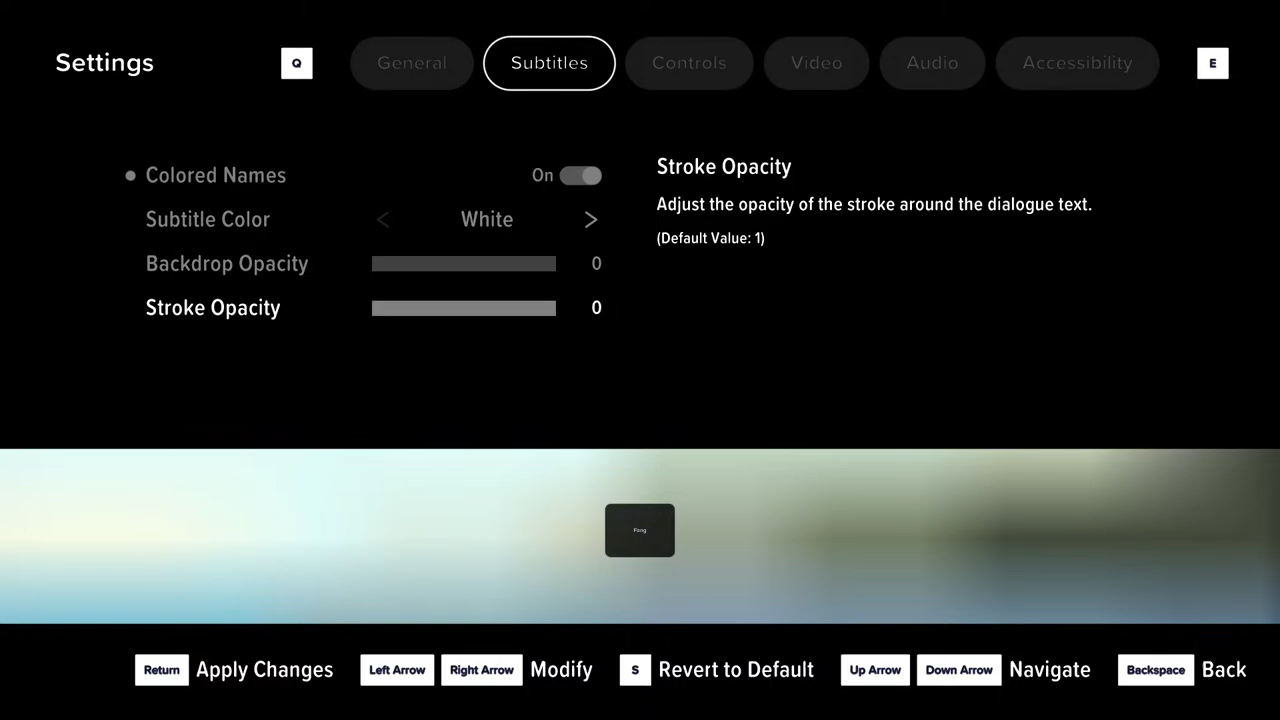 Settings Q General Subtitles Controls Video Audio Accessibility E
Colored Names On
Subtitle Color White
Backdrop Opacity 0
Stroke Opacity 0
Stroke Opacity
Adjust the opacity of the stroke around the dialogue text.
(Default Value: 1)
Fong
Return Apply Changes Left Arrow Right Arrow Modify S Revert to Default Up Arrow Down Arrow Navigate Backspace Back